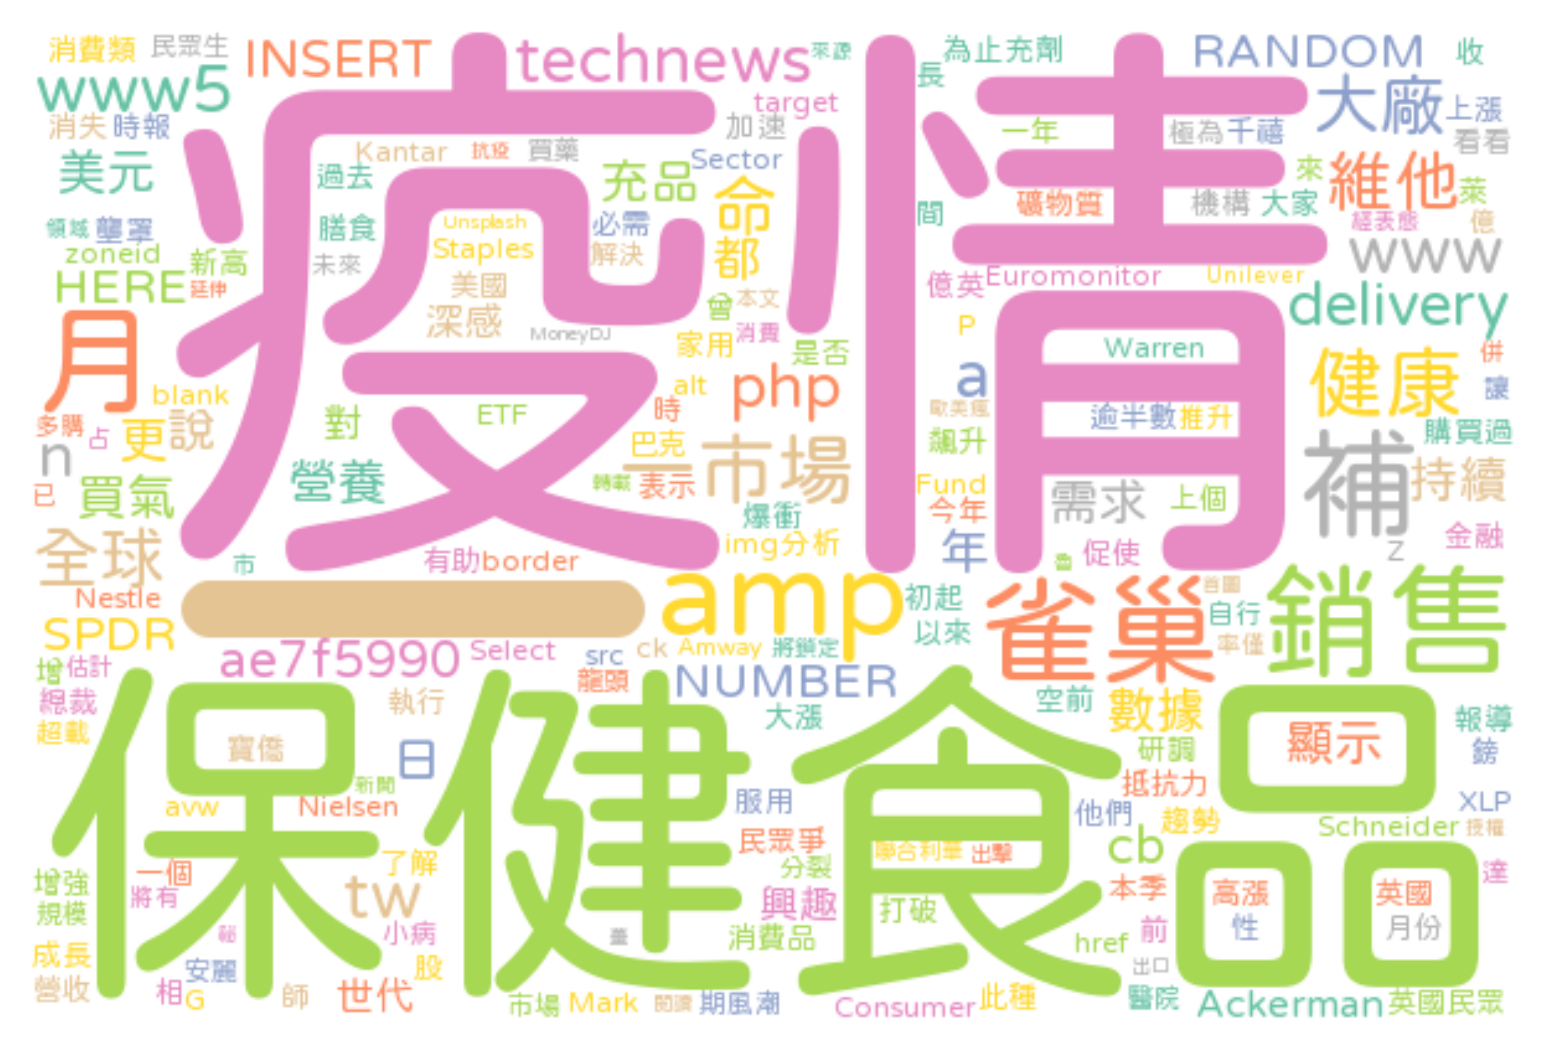 消費類 民眾生 INSERT technews 來源 為止充劑 RANDOM 收
www5 target 長 大廠 上漲
消失 時報 加速 一年 極為 千禧 看看
美元 Kantar 抗疫 買藥 Sector 來 維他 萊
過去 充品 命 礦物質 機構 大家
領域 壟罩 膳食 Unsplash 必需 間 經表態 億
zoneid 新高 未來 Staples 解決 都 www
HERE 延伸 美國 億英 Euromonitor Unilever delivery
疫情
月 深感 MoneyDJ 曾 本文 消費 P
家用 是否 Warren 健康 併
blank alt php a 讓
多購 占 更 說 對 ETF 時 歐美瘋 逾半數 推升 購買過
n 巴克 一 市場 飆升 補 持續
已 買氣 營養 轉載 表示 Fund 需求 上個
爆衝 今年
全球 市 有助 border img 分析 年 促使 z 金融
Nestle 一 amp 初起 雀巢 首圖 自行 銷售
SPDR 以來 率僅
ae7f5990 Select src ck Amway 將鎖定
增 估計 龍頭 NUMBER
總裁 執行 大漲 空前 數據 報導
超載 寶僑 日 研調 顯示 鎊
保健食品
新聞 抵抗力
avw Nielsen 服用 他們 趨勢 XLP
民眾爭 Schneider 授權
了解 聯合利華 出擊 cb
增強 一個 分裂 達
規模 將有 tw 興趣 打破 本季 高漲 英國
小病 薑 消費品 href 前 性 月份
成長 安麗 股 出口
營收 相 G 師 世代 市場 Mark 閱讀 期風潮 Consumer 此種 醫院 Ackerman 英國民眾